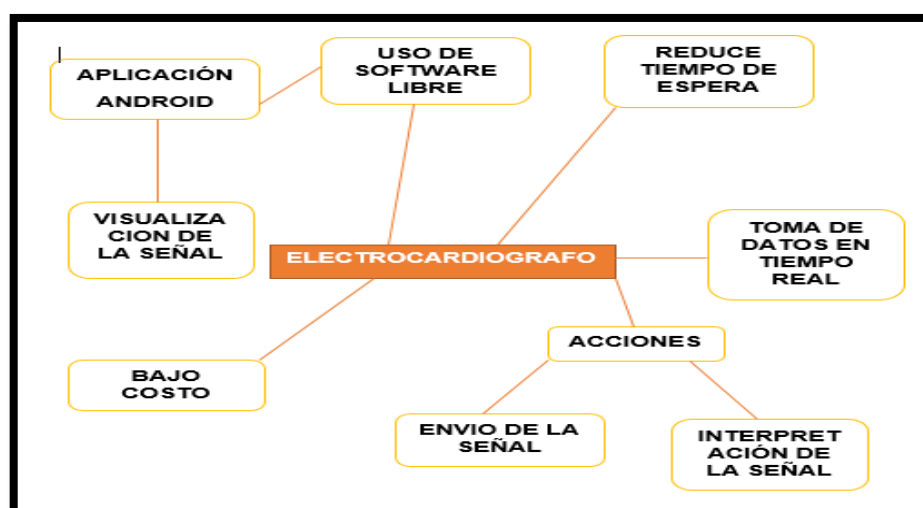 APLICACIÓN
ANDROID
USO DE
SOFTWARE
LIBRE
REDUCE
TIEMPO DE
ESPERA
VISUALIZA
CION DE
LA SEÑAL
ELECTROCARDIOGRAFO
TOMA DE
DATOS EN
TIEMPO
REAL
ACCIONES
BAJO
COSTO
ENVIO DE LA
SEÑAL
INTERPRET
ACIÓN DE
LA SEÑAL